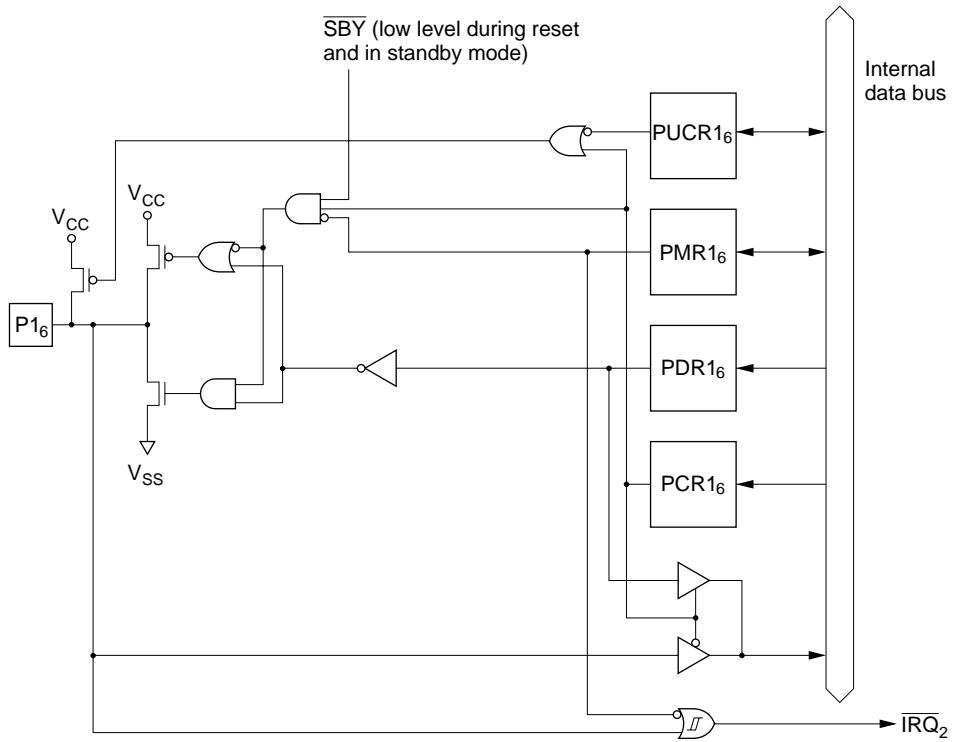 SBY (low level during reset
and in standby mode)
Internal
data bus
PUCR1₆
V_CC
V_CC
PMR1₆
P1₆
PDR1₆
V_SS
PCR1₆
IRQ₂